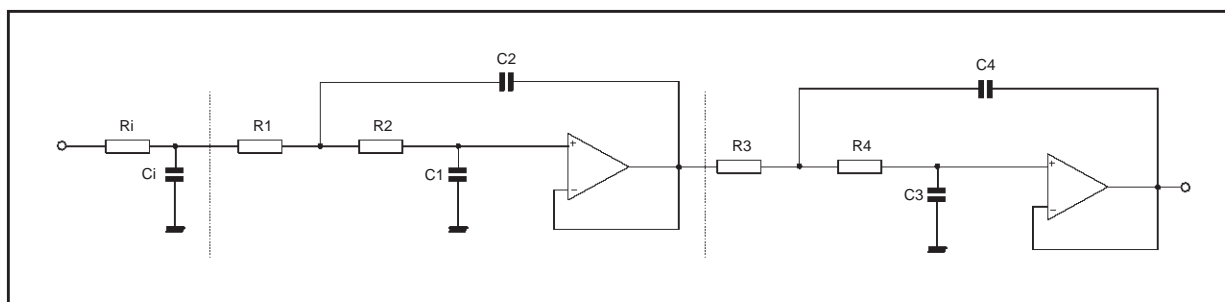 C2
C4
Ri
R1
R2
R3
R4
Ci
C1
C3
+
−
+
−